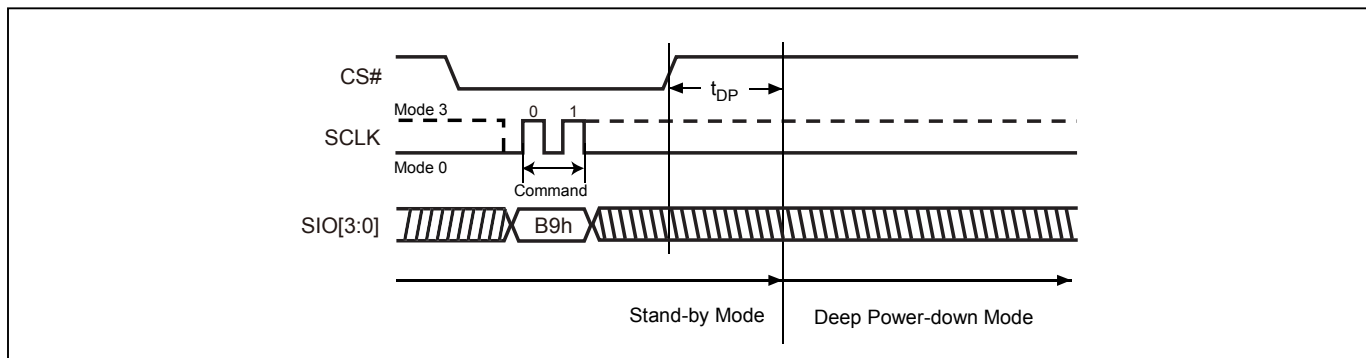 CS#
tDP
Mode 3
0 1
SCLK
Mode 0
Command
SIO[3:0]
B9h
Stand-by Mode
Deep Power-down Mode